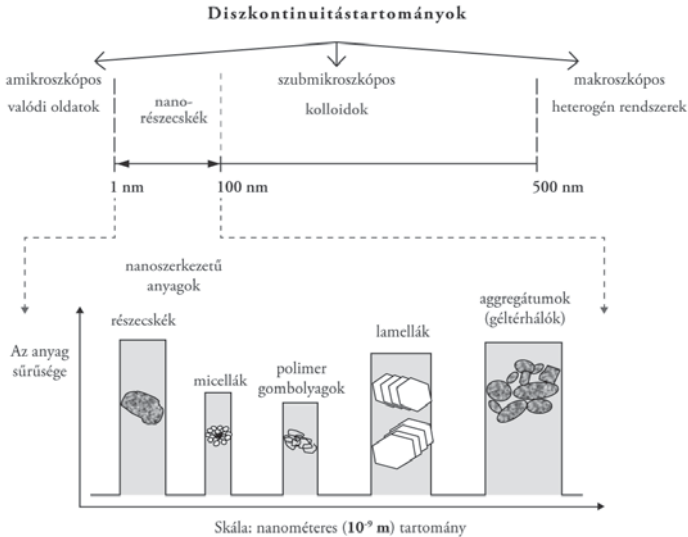 Diszkontinuitástartományok
amikroszkópos
valódi oldatok
nano-
részecskék
szubmikroszkópos
kolloidok
makroszkópos
heterogén rendszerek
1 nm
100 nm
500 nm
nanoszerkezetű
anyagok
Az anyag
sűrűsége
részecskék
micellák
polimer
gombolyagok
lamellák
aggregátumok
(géltérhálók)
Skála: nanométeres (10⁻⁹ m) tartomány